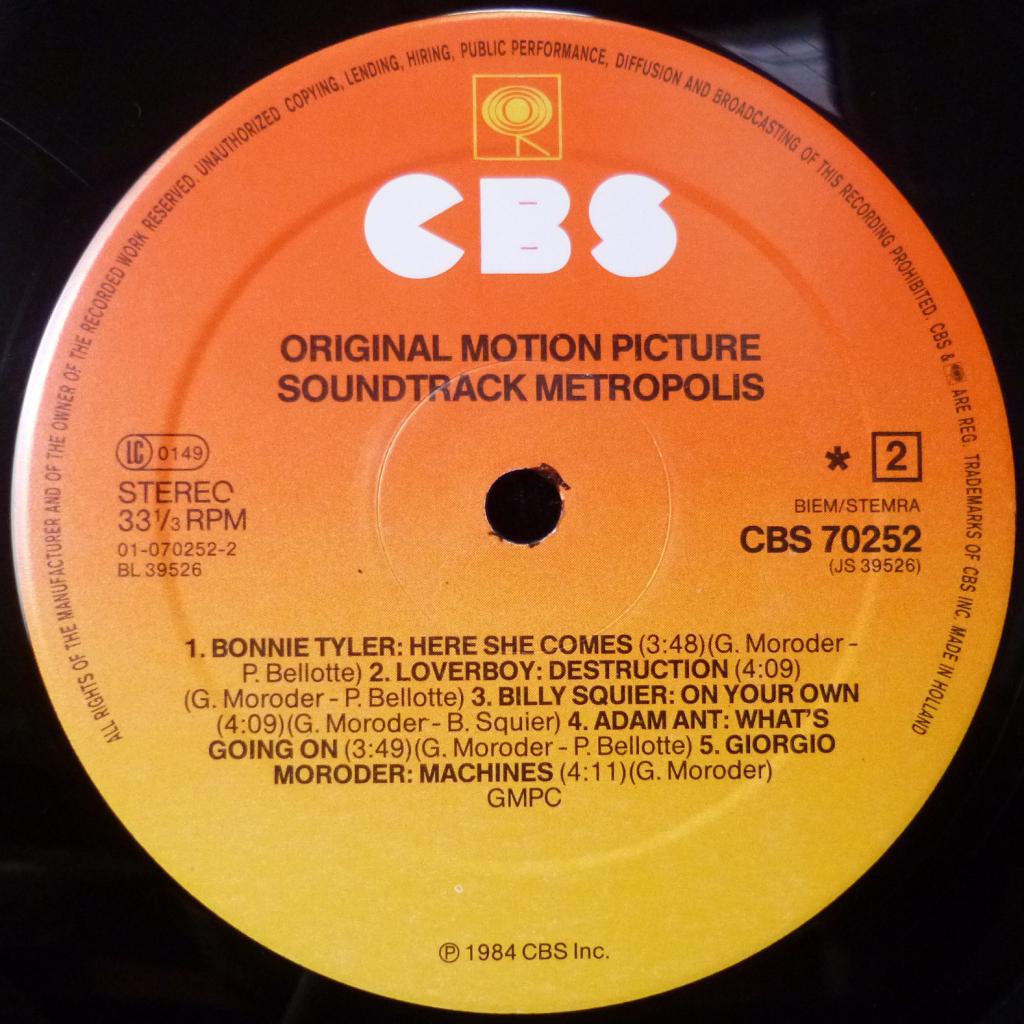 ALL RIGHTS OF THE MANUFACTURER AND OF THE OWNER OF THE RECORDED WORK RESERVED. UNAUTHORIZED COPYING, LENDING, HIRING, PUBLIC PERFORMANCE, DIFFUSION AND BROADCASTING OF THIS RECORDING PROHIBITED. CBS & ARE REG. TRADEMARKS OF CBS INC. MADE IN HOLLAND
CBS
ORIGINAL MOTION PICTURE
SOUNDTRACK METROPOLIS
LC 0149
STEREO
33 1/3 RPM
01-070252-2
BL 39526
* 2
BIEM/STEMRA
CBS 70252
(JS 39526)
1. BONNIE TYLER: HERE SHE COMES (3:48)(G. Moroder -
P. Bellotte) 2. LOVERBOY: DESTRUCTION (4:09)
(G. Moroder - P. Bellotte) 3. BILLY SQUIER: ON YOUR OWN
(4:09)(G. Moroder - B. Squier) 4. ADAM ANT: WHAT'S
GOING ON (3:49)(G. Moroder - P. Bellotte) 5. GIORGIO
MORODER: MACHINES (4:11)(G. Moroder)
GMPC
℗ 1984 CBS Inc.